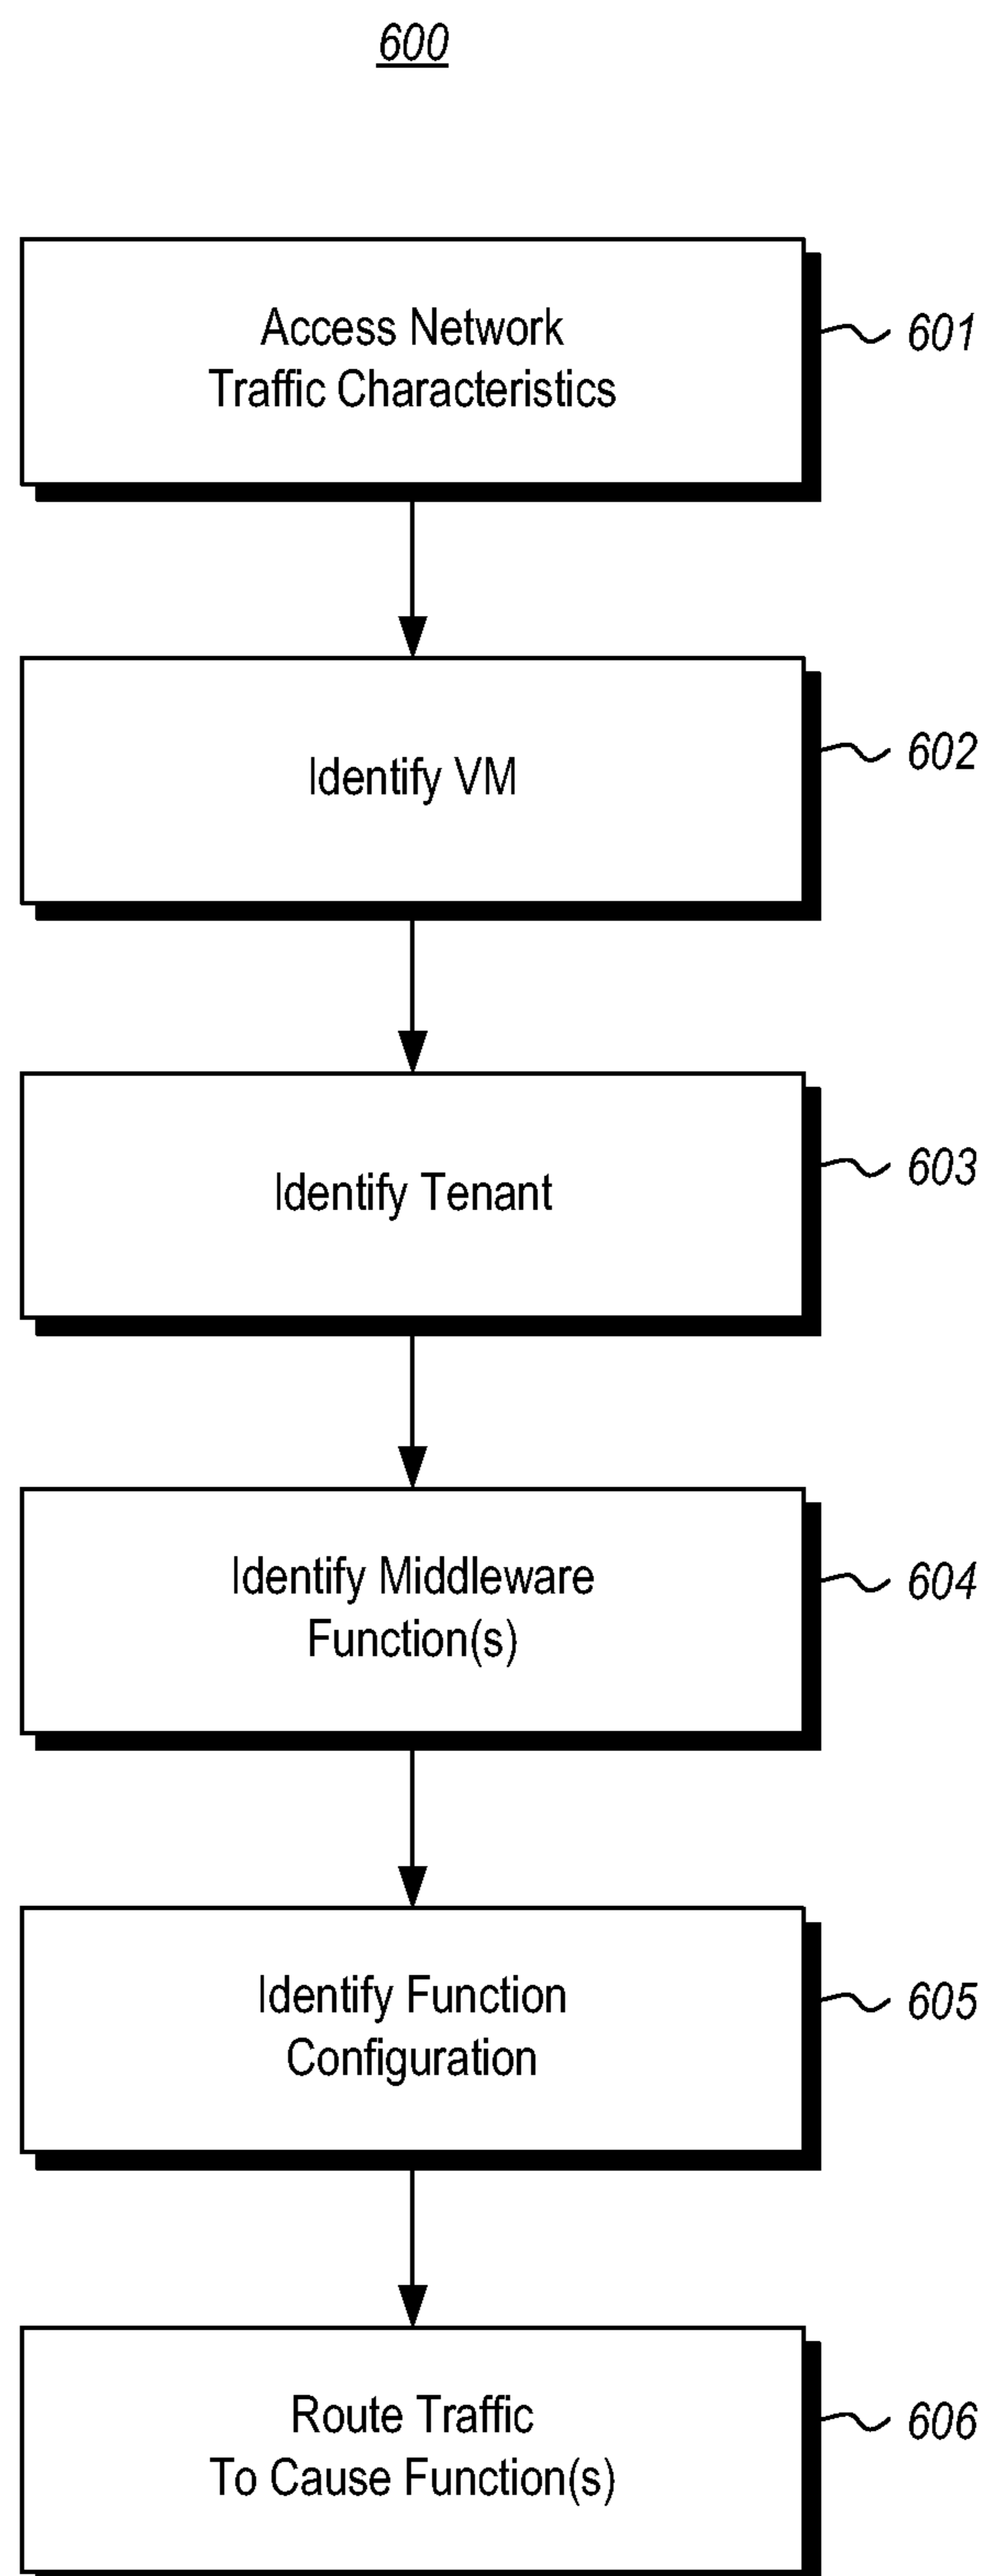 600
Access Network
Traffic Characteristics
601
Identify VM
602
Identify Tenant
603
Identify Middleware
Function(s)
604
Identify Function
Configuration
605
Route Traffic
To Cause Function(s)
606